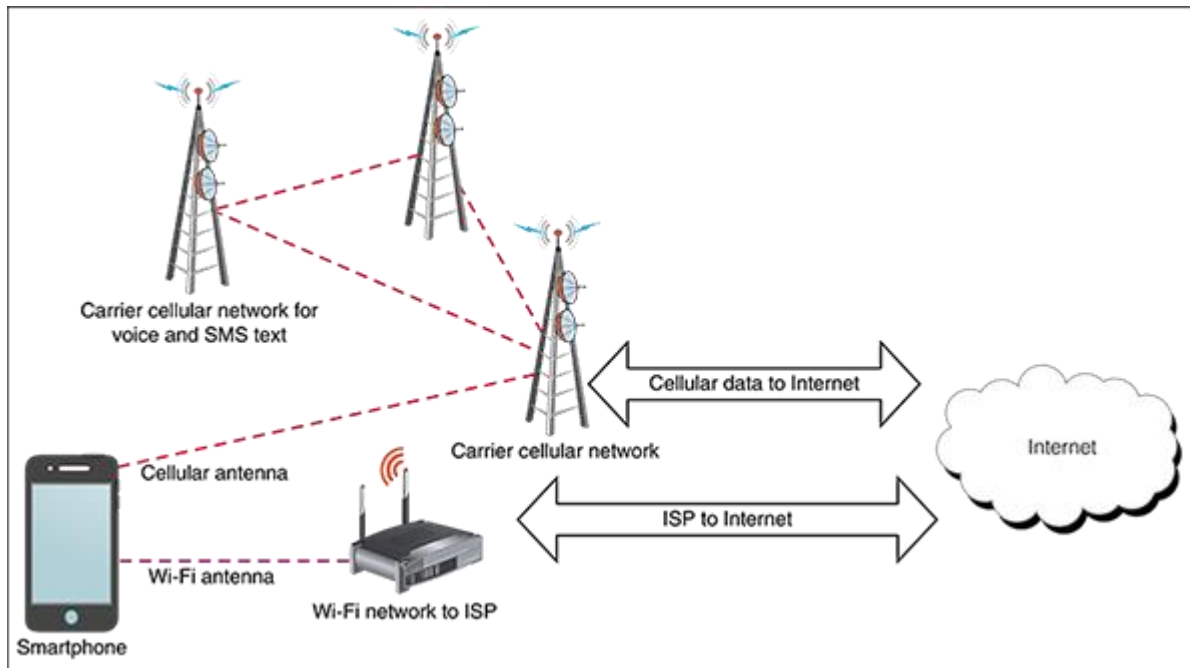 Carrier cellular network for
voice and SMS text
Cellular data to Internet
Internet
Carrier cellular network
Cellular antenna
ISP to Internet
Wi-Fi antenna
Wi-Fi network to ISP
Smartphone